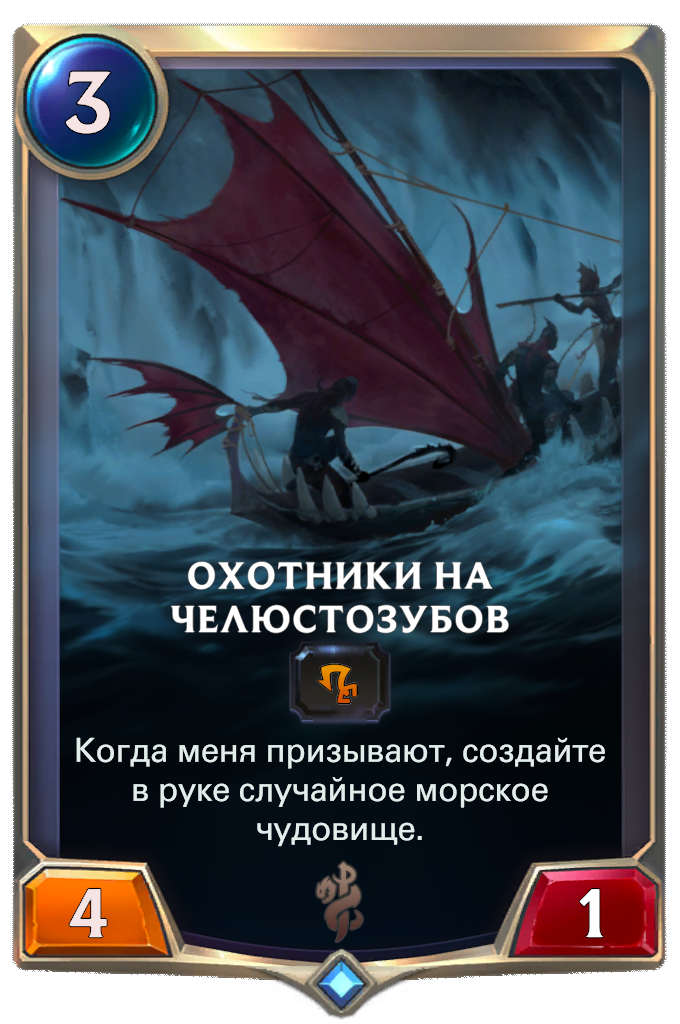 3
ОХОТНИКИ НА
ЧЕЛЮСТОЗУБОВ
Когда меня призывают, создайте
в руке случайное морское
чудовище.
4
1